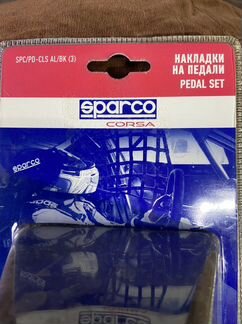 SPC/PD-CLS AL/BK (3)
НАКЛАДКИ
НА ПЕДАЛИ
PEDAL SET
sparco
CORSA
sparco